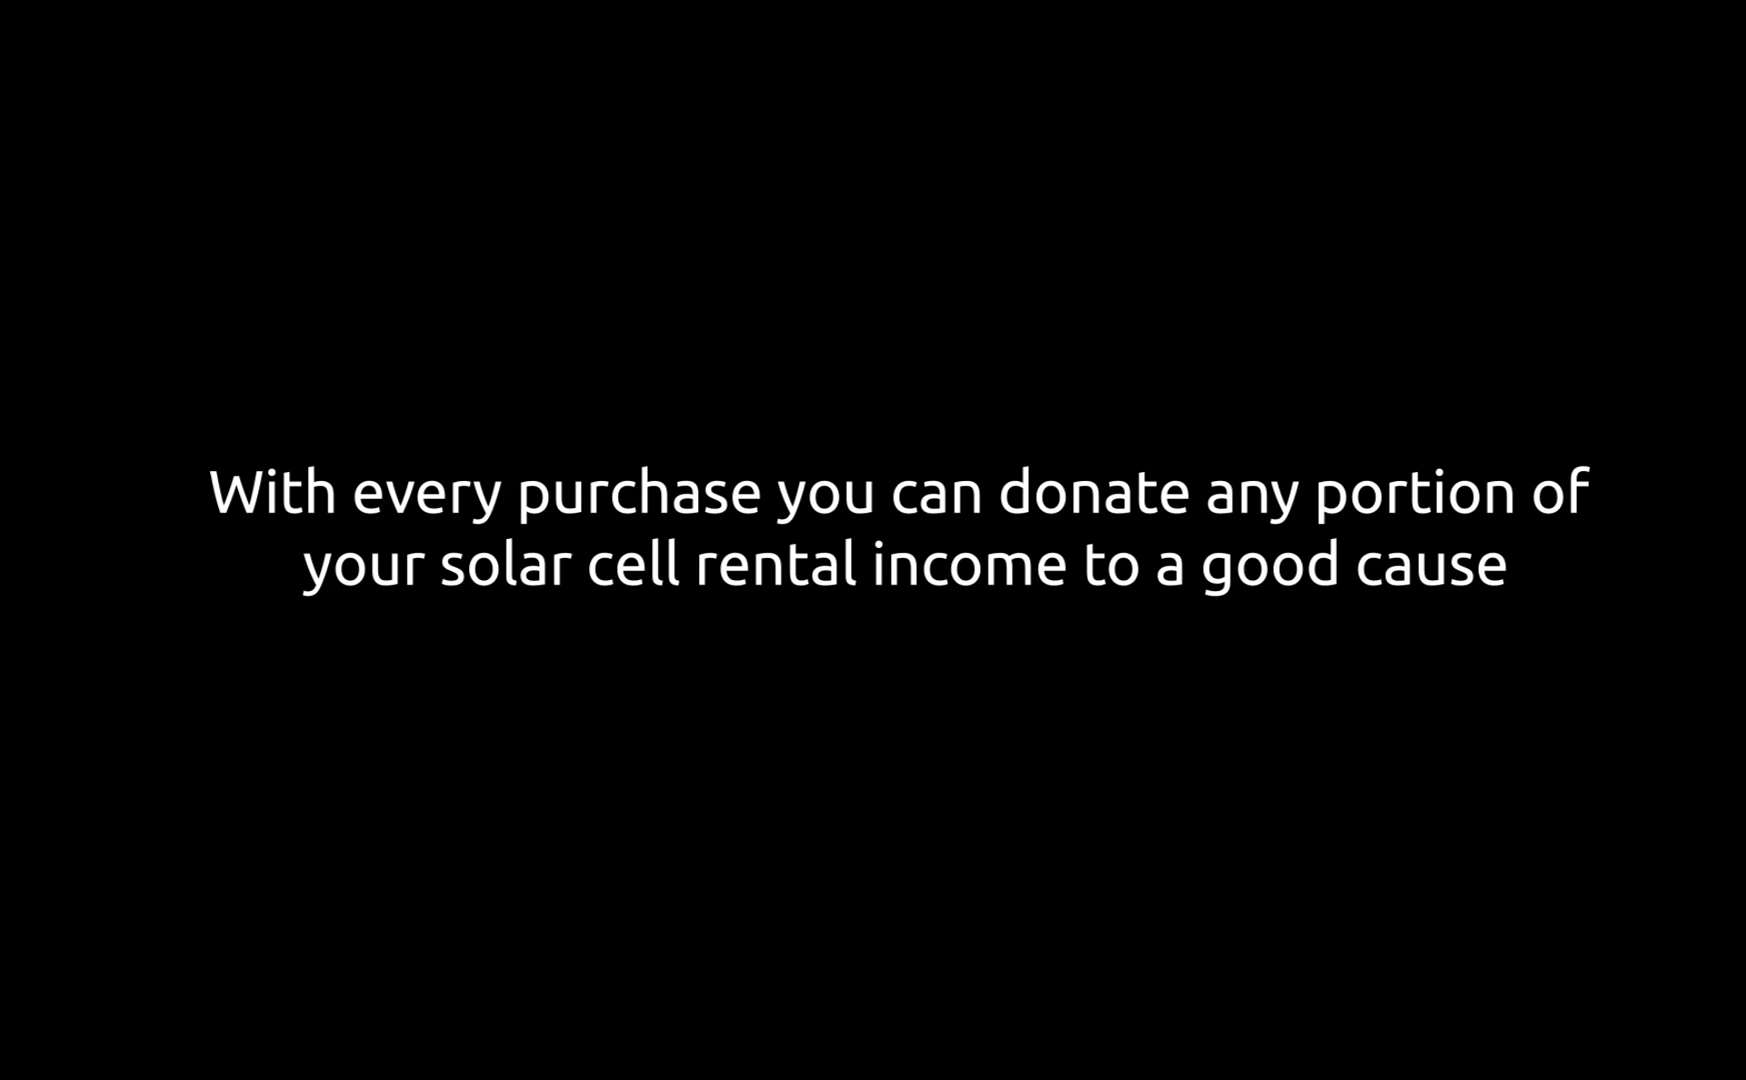 With every purchase you can donate any portion of
your solar cell rental income to a good cause